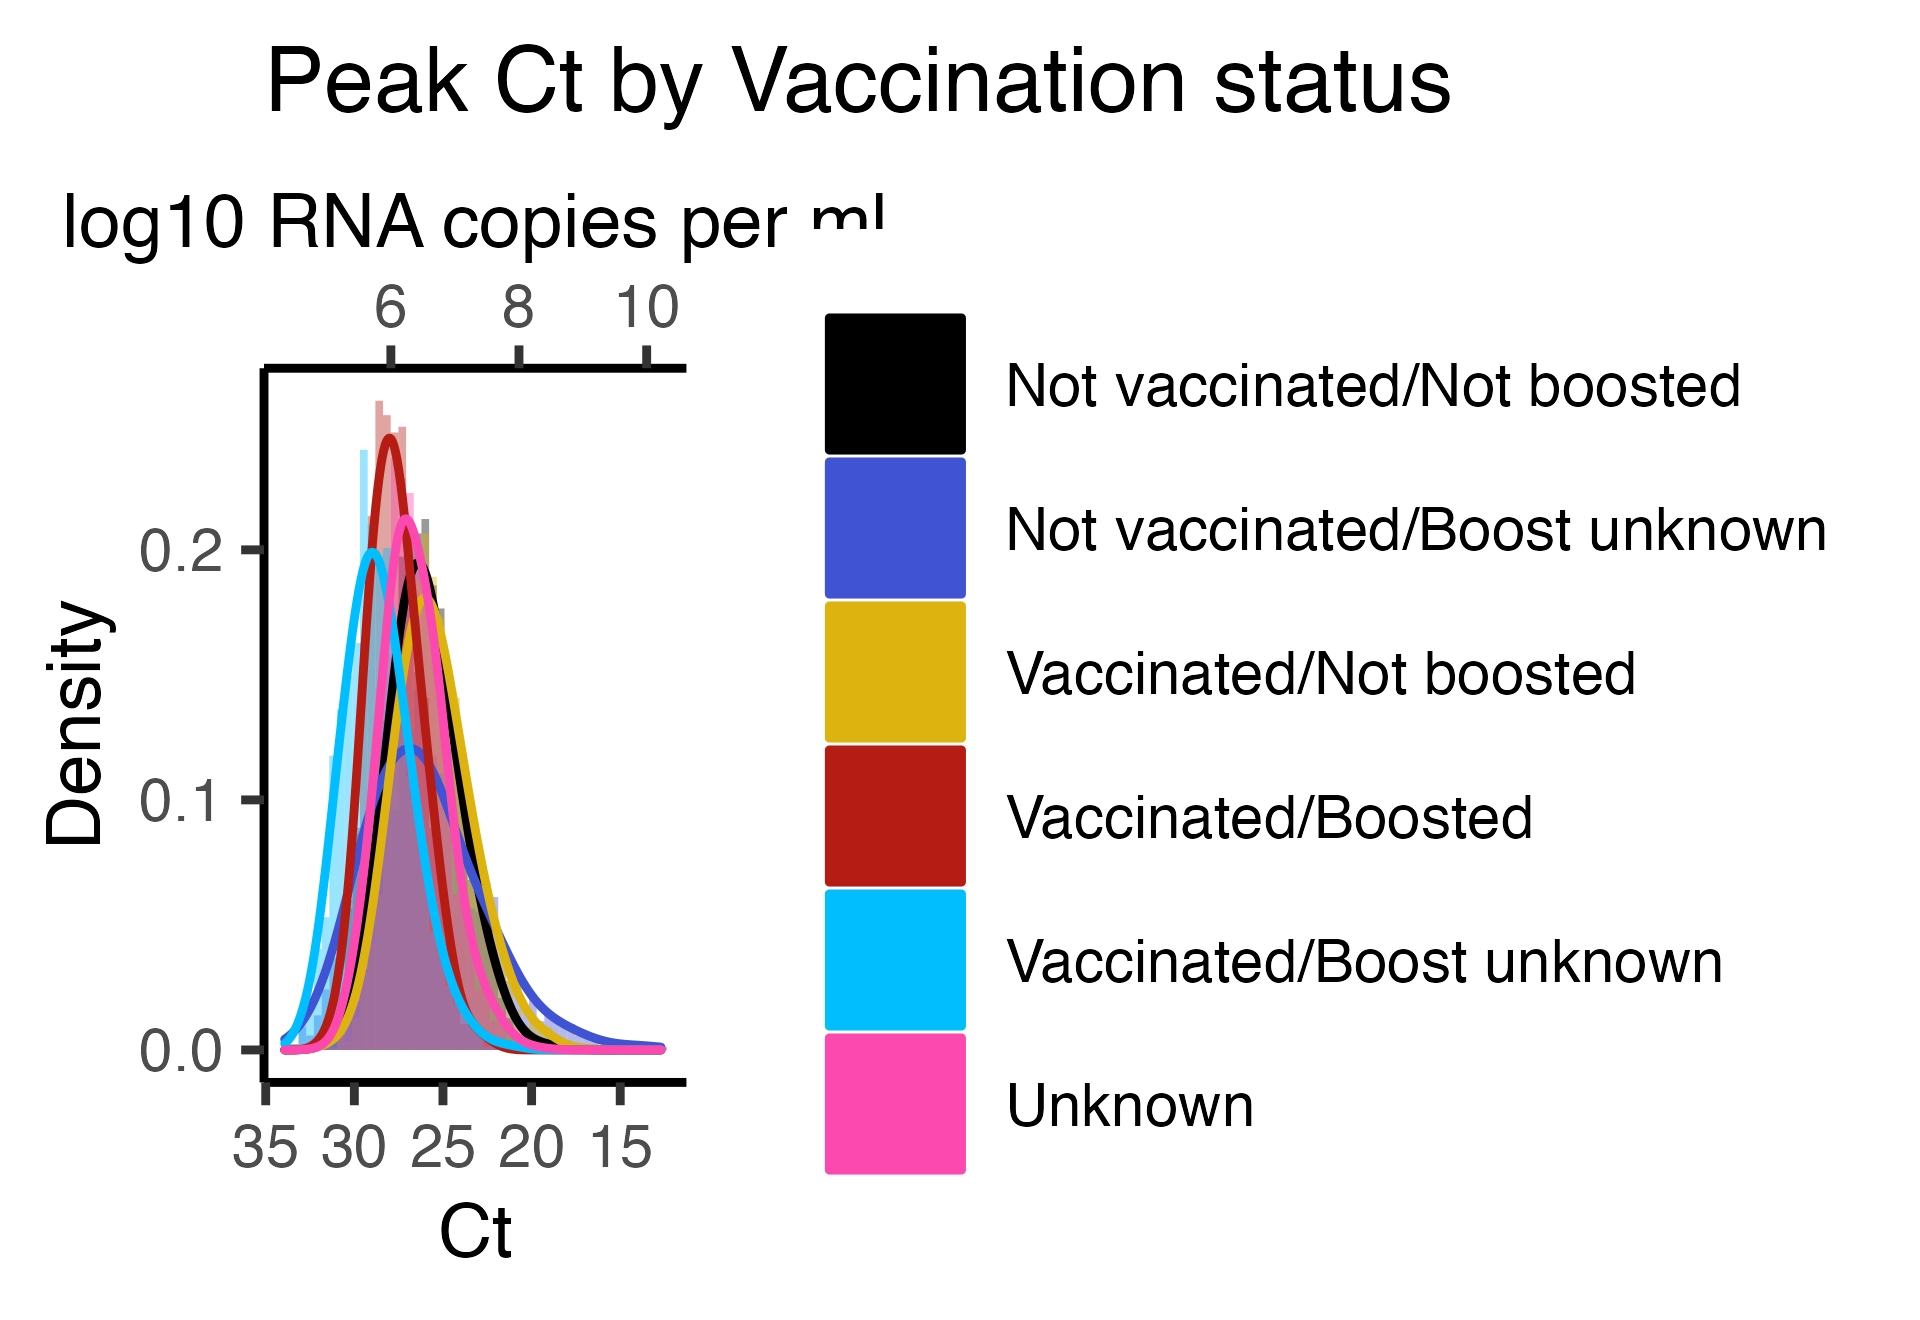 Peak Ct by Vaccination status
log10 RNA copies per ml
6 8 10
0.2
0.1
0.0
Density
35 30 25 20 15
Ct
Not vaccinated/Not boosted
Not vaccinated/Boost unknown
Vaccinated/Not boosted
Vaccinated/Boosted
Vaccinated/Boost unknown
Unknown